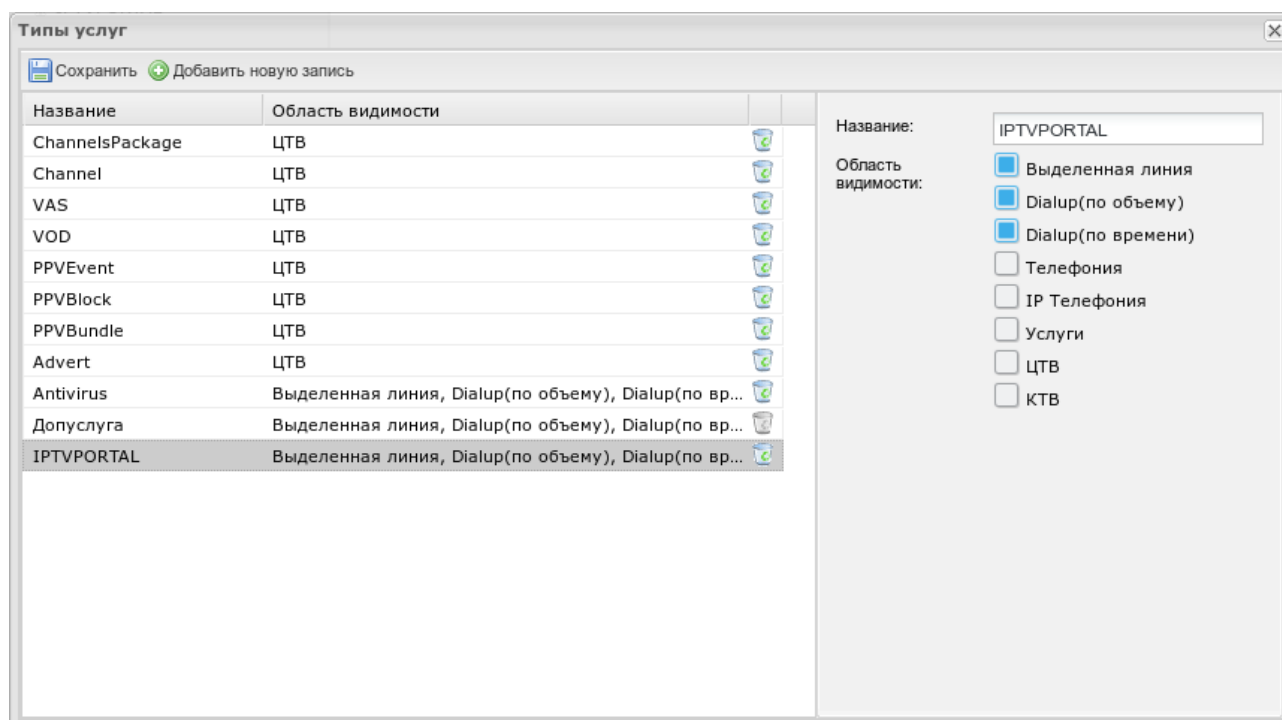 Типы услуг
Сохранить Добавить новую запись
Название Область видимости
ChannelsPackage ЦТВ
Channel ЦТВ
VAS ЦТВ
VOD ЦТВ
PPVEvent ЦТВ
PPVBlock ЦТВ
PPVBundle ЦТВ
Advert ЦТВ
Antivirus Выделенная линия, Dialup(по объему), Dialup(по вр...
Допуслуга Выделенная линия, Dialup(по объему), Dialup(по вр...
IPTVPORTAL Выделенная линия, Dialup(по объему), Dialup(по вр...
Название: IPTVPORTAL
Область
видимости:
Выделенная линия
Dialup(по объему)
Dialup(по времени)
Телефония
IP Телефония
Услуги
ЦТВ
КТВ